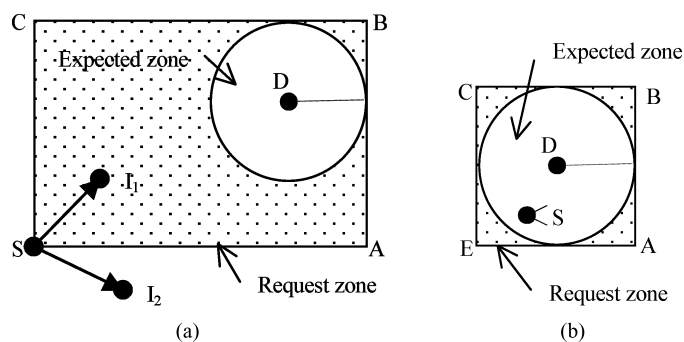 C
B
Expected zone
D
I1
S
A
I2
Request zone
(a)
Expected zone
C
B
D
S
E
A
Request zone
(b)